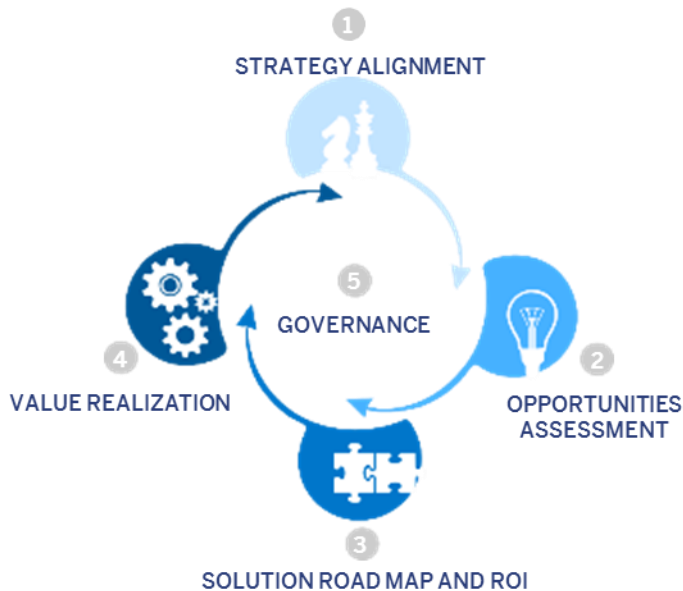 1
STRATEGY ALIGNMENT
5
GOVERNANCE
2
OPPORTUNITIES
ASSESSMENT
3
SOLUTION ROAD MAP AND ROI
4
VALUE REALIZATION